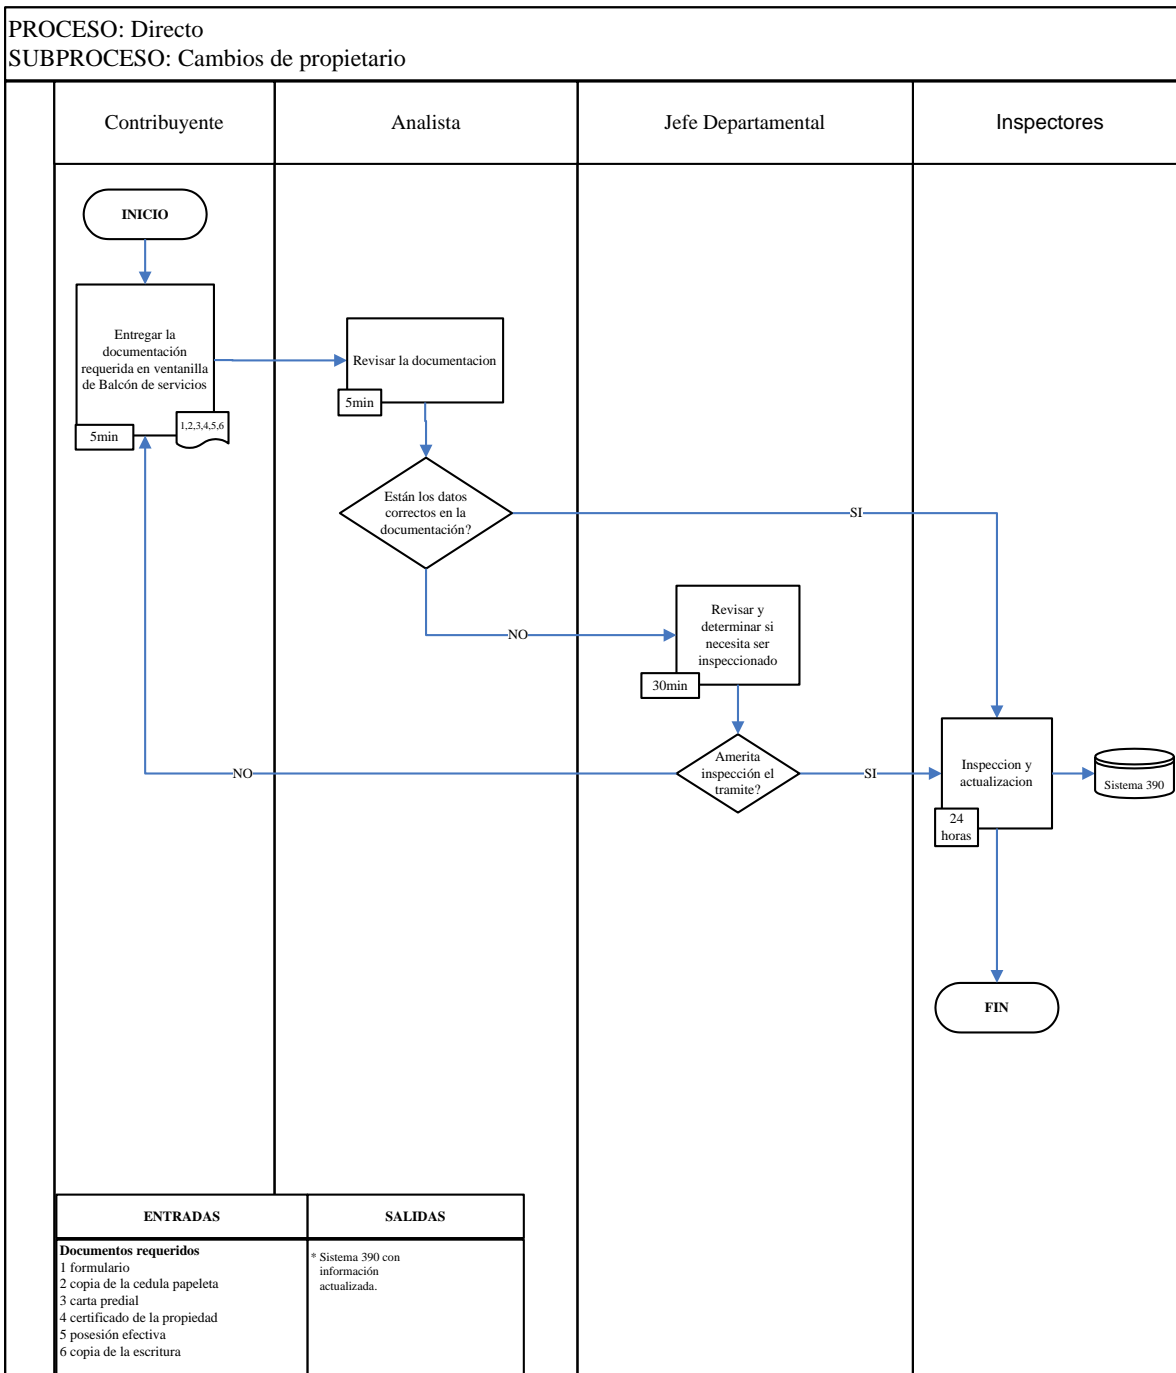 PROCESO: Directo
SUBPROCESO: Cambios de propietario
Contribuyente
Analista
Jefe Departamental
Inspectores
INICIO
Entregar la
documentación
requerida en ventanilla
de Balcón de servicios
5min
1,2,3,4,5,6
Revisar la documentacion
5min
Están los datos
correctos en la
documentación?
SI
NO
Revisar y
determinar si
necesita ser
inspeccionado
30min
Amerita
inspección el
tramite?
NO
SI
Inspeccion y
actualizacion
24
horas
Sistema 390
FIN
ENTRADAS
SALIDAS
Documentos requeridos
1 formulario
2 copia de la cedula papeleta
3 carta predial
4 certificado de la propiedad
5 posesión efectiva
6 copia de la escritura
* Sistema 390 con
información
actualizada.